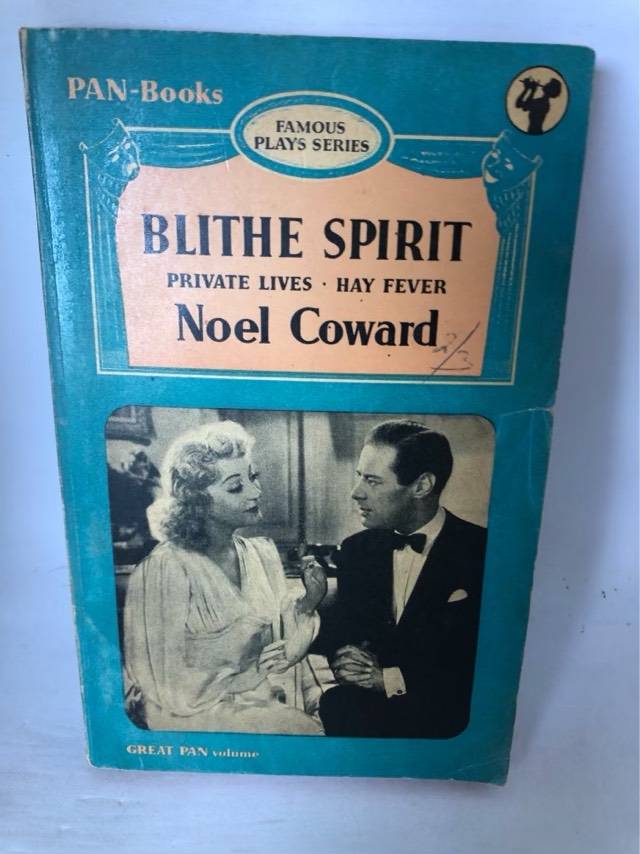 PAN-Books
FAMOUS
PLAYS SERIES
BLITHE SPIRIT
PRIVATE LIVES · HAY FEVER
Noel Coward
GREAT PAN volume